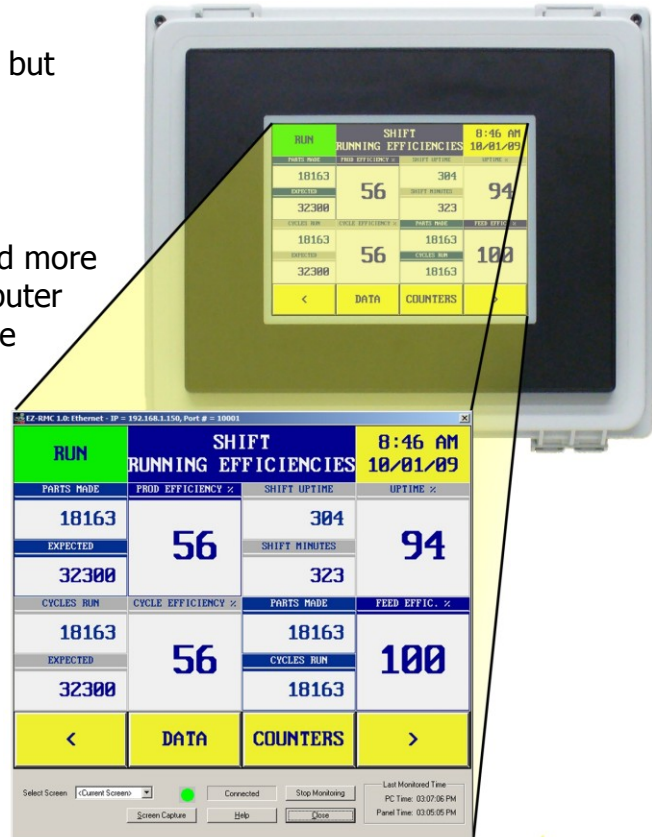 but
d more
puter
e
RUN
SHIFT
RUNNING EFFICIENCIES
8:46 AM
10/01/09
PARTS MADE
PROD EFFICIENCY %
SHIFT UPTIME
UPTIME %
18163
56
304
94
EXPECTED
SHIFT MINUTES
32300
323
CYCLES RUN
CYCLE EFFICIENCY %
PARTS MADE
FEED EFFIC. %
18163
56
18163
100
EXPECTED
CYCLES RUN
32300
18163
<
DATA
COUNTERS
>
EZ-RMC 1.0: Ethernet - IP = 192.168.1.150, Port # = 10001
RUN
SHIFT
RUNNING EFFICIENCIES
8:46 AM
10/01/09
PARTS MADE
PROD EFFICIENCY %
SHIFT UPTIME
UPTIME %
18163
56
304
94
EXPECTED
SHIFT MINUTES
32300
323
CYCLES RUN
CYCLE EFFICIENCY %
PARTS MADE
FEED EFFIC. %
18163
56
18163
100
EXPECTED
CYCLES RUN
32300
18163
<
DATA
COUNTERS
>
Select Screen
<Current Screen>
Connected
Stop Monitoring
Screen Capture
Help
Close
Last Monitored Time
PC Time: 03:07:06 PM
Panel Time: 03:05:05 PM